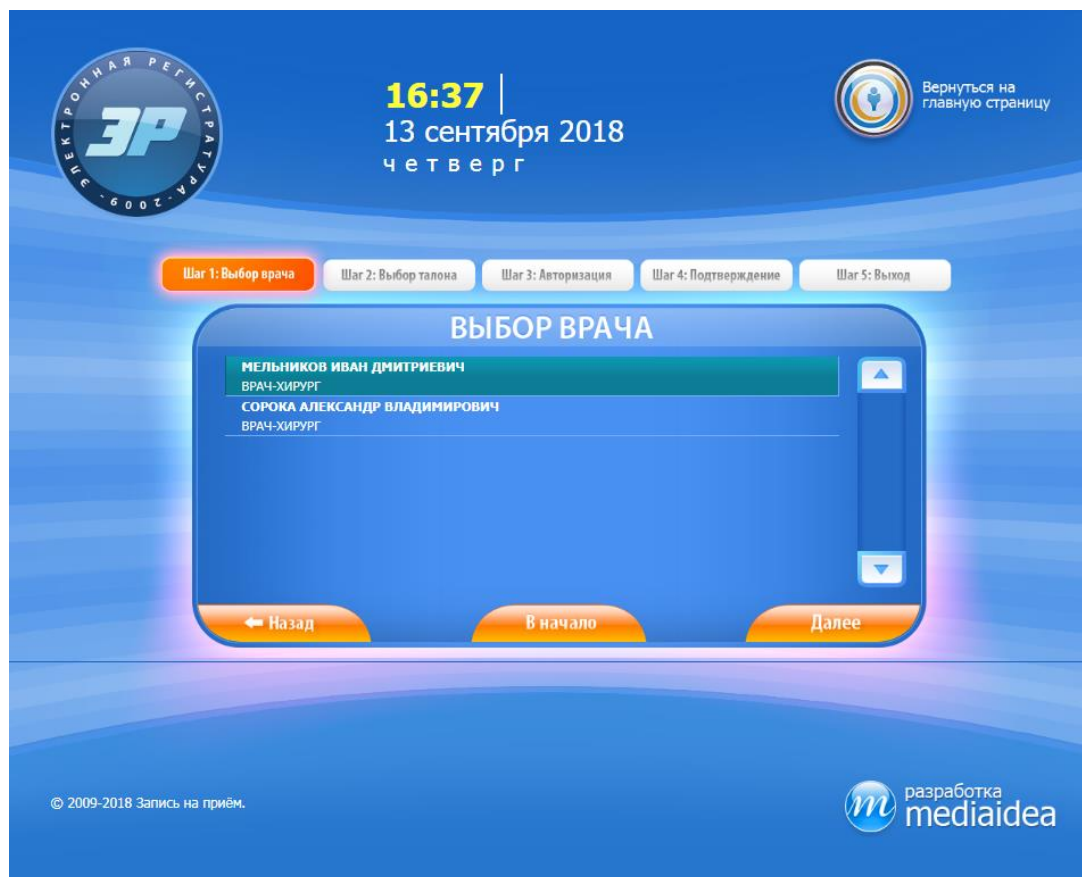 ЭЛЕКТРОННАЯ РЕГИСТРАТУРА
-2009-
ЭР
16:37
13 сентября 2018
четверг
Вернуться на
главную страницу
Шаг 1: Выбор врача
Шаг 2: Выбор талона
Шаг 3: Авторизация
Шаг 4: Подтверждение
Шаг 5: Выход
ВЫБОР ВРАЧА
МЕЛЬНИКОВ ИВАН ДМИТРИЕВИЧ
ВРАЧ-ХИРУРГ
СОРОКА АЛЕКСАНДР ВЛАДИМИРОВИЧ
ВРАЧ-ХИРУРГ
Назад
В начало
Далее
© 2009-2018 Запись на приём.
m
разработка
mediaidea